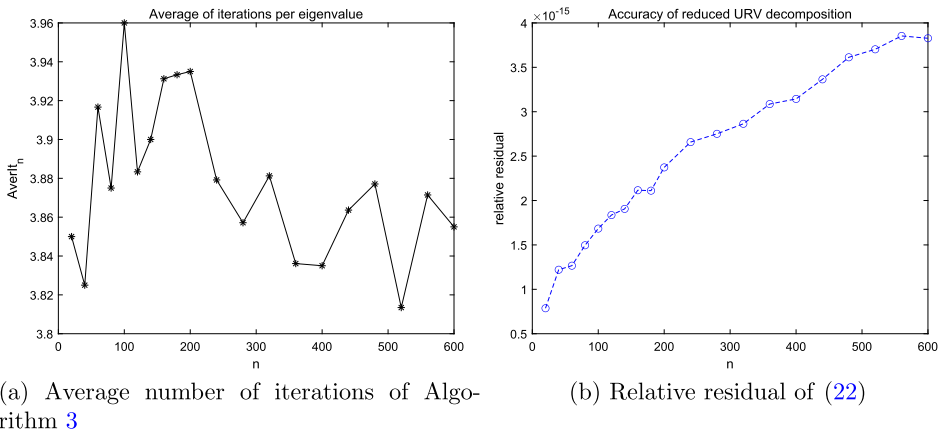 Average of iterations per eigenvalue
3.96
3.94
3.92
3.9
3.88
3.86
3.84
3.82
3.8
AverIt_n
0 100 200 300 400 500 600
n
(a) Average number of iterations of Algo-
rithm 3
×10^-15 Accuracy of reduced URV decomposition
4
3.5
3
2.5
2
1.5
1
0.5
relative residual
0 100 200 300 400 500 600
n
(b) Relative residual of (22)